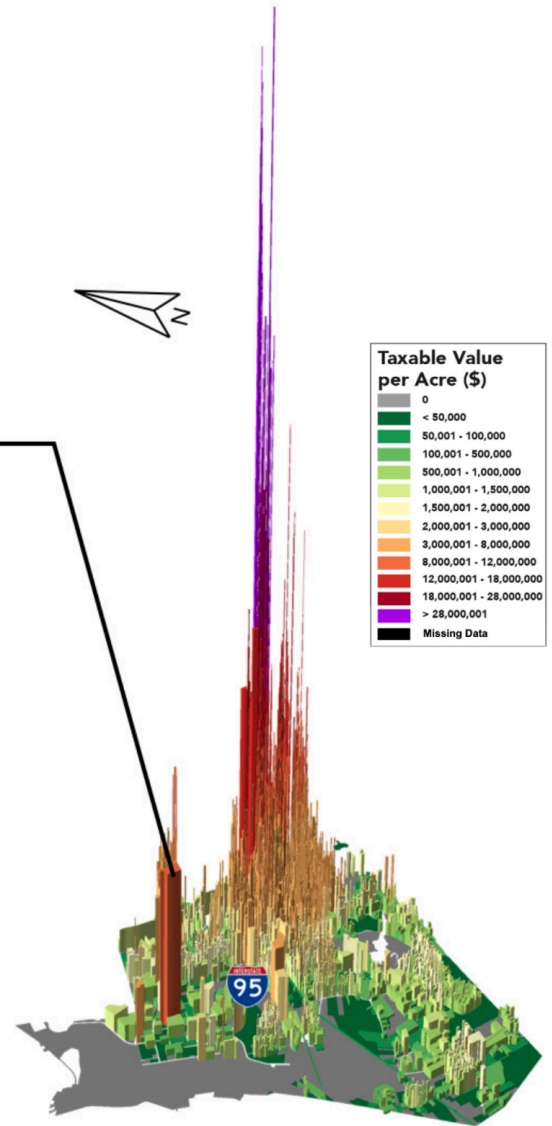 N
Taxable Value
per Acre ($)
0
< 50,000
50,001 - 100,000
100,001 - 500,000
500,001 - 1,000,000
1,000,001 - 1,500,000
1,500,001 - 2,000,000
2,000,001 - 3,000,000
3,000,001 - 8,000,000
8,000,001 - 12,000,000
12,000,001 - 18,000,000
18,000,001 - 28,000,000
> 28,000,001
Missing Data
INTERSTATE
95